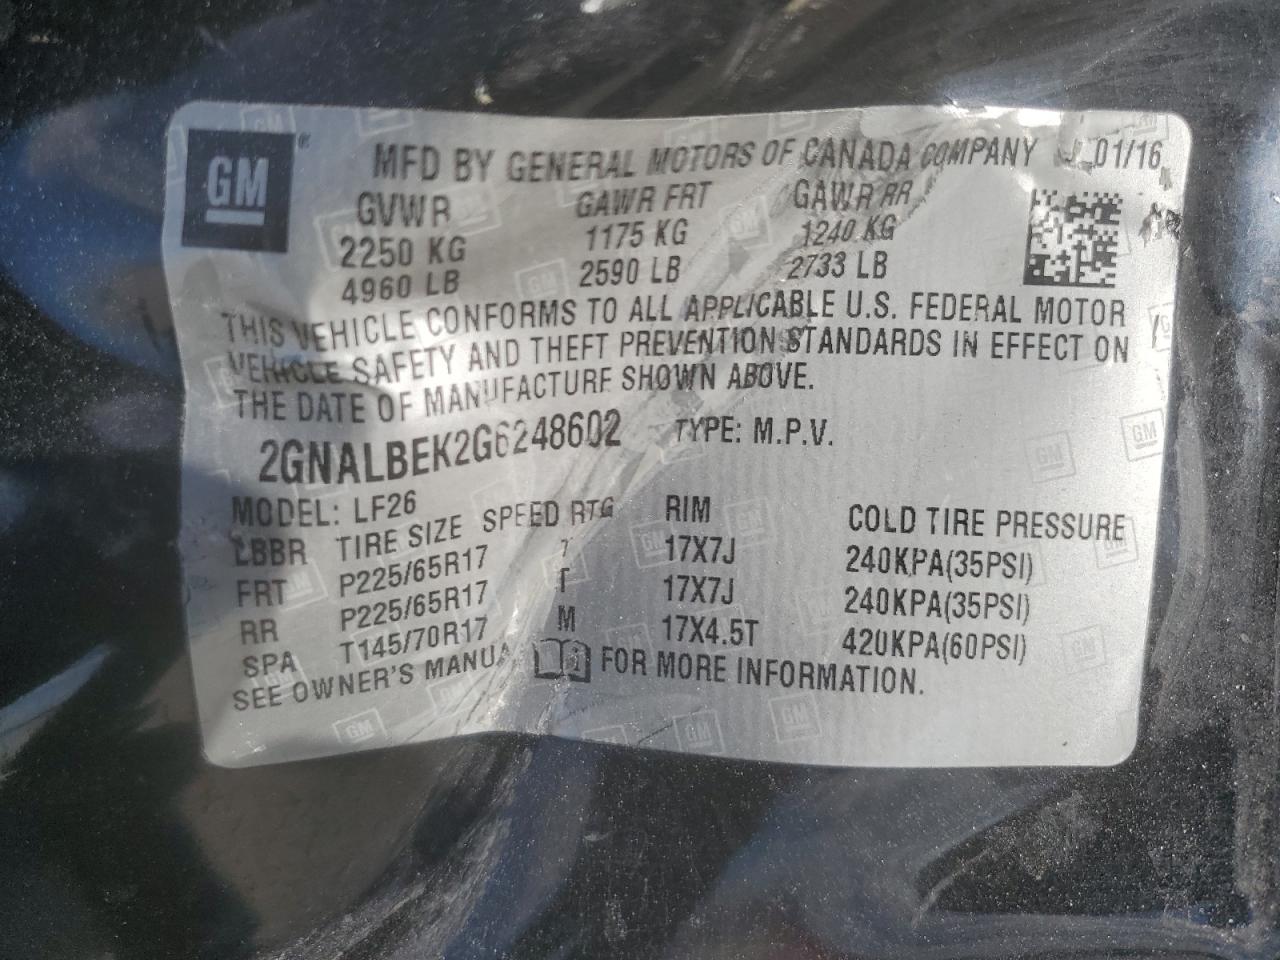 GM® MFD BY GENERAL MOTORS OF CANADA COMPANY 01/16
GVWR GAWR FRT GAWR RR
2250 KG 1175 KG 1240 KG
4960 LB 2590 LB 2733 LB
THIS VEHICLE CONFORMS TO ALL APPLICABLE U.S. FEDERAL MOTOR
VEHICLE SAFETY AND THEFT PREVENTION STANDARDS IN EFFECT ON
THE DATE OF MANUFACTURE SHOWN ABOVE.
2GNALBEK2G6248602 TYPE: M.P.V.
MODEL: LF26
LBBR TIRE SIZE SPEED RTG RIM COLD TIRE PRESSURE
FRT P225/65R17 T 17X7J 240KPA(35PSI)
RR P225/65R17 T 17X7J 240KPA(35PSI)
SPA T145/70R17 M 17X4.5T 420KPA(60PSI)
SEE OWNER'S MANUAL FOR MORE INFORMATION.